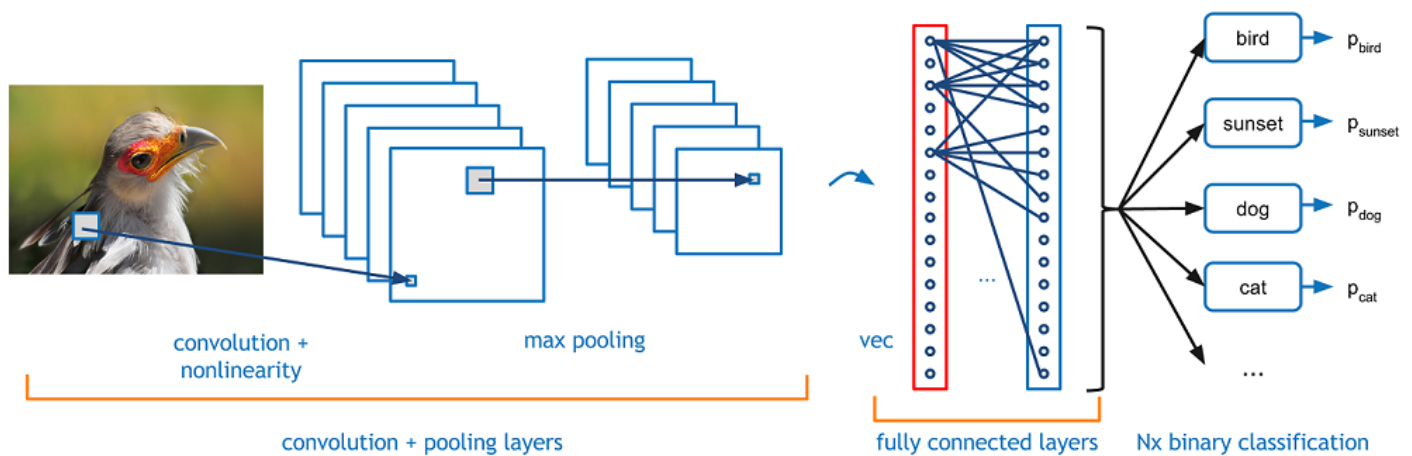 bird
p_bird
sunset
p_sunset
dog
p_dog
cat
p_cat
...
...
convolution +
nonlinearity
max pooling
vec
convolution + pooling layers
fully connected layers
Nx binary classification